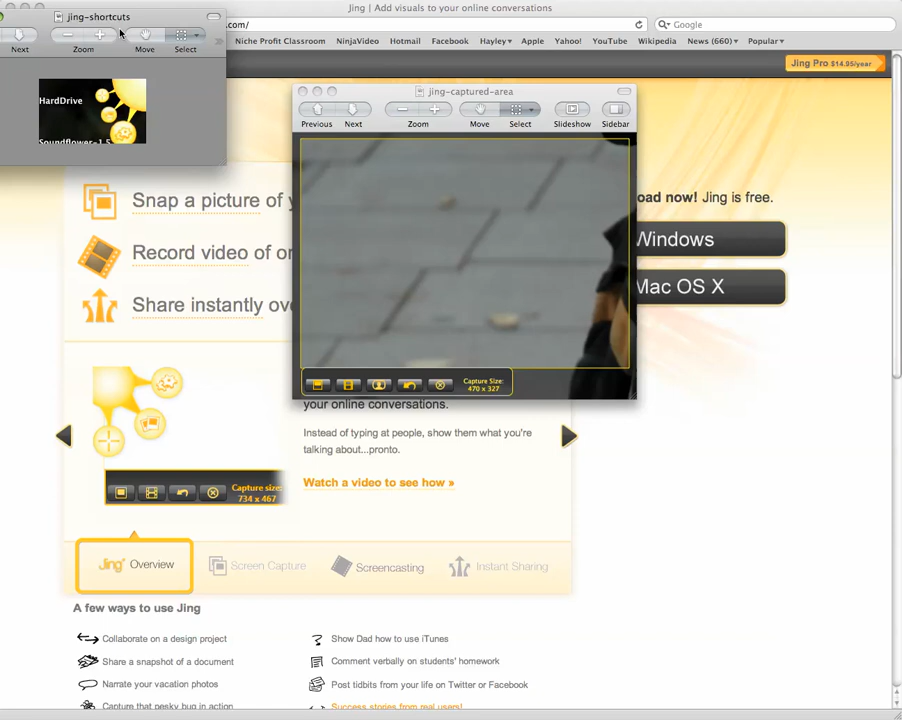 Jing | Add visuals to your online conversations
jing-shortcuts
.com/
Google
Next
Zoom
Move
Select
Niche Profit Classroom
NinjaVideo
Hotmail
Facebook
Hayley
Apple
Yahoo!
YouTube
Wikipedia
News (660)
Popular
Jing Pro $14.95/year
HardDrive
Soundflower-1.5
jing-captured-area
Previous
Next
Zoom
Move
Select
Slideshow
Sidebar
Snap a picture of
Record video of
Share instantly
load now! Jing is free.
Windows
Mac OS X
Capture Size:
470 x 327
your online conversations.
Instead of typing at people, show them what you're
talking about...pronto.
Watch a video to see how »
Capture size:
734 x 467
Jing Overview
Screen Capture
Screencasting
Instant Sharing
A few ways to use Jing
Collaborate on a design project
Share a snapshot of a document
Narrate your vacation photos
Capture that pesky bug in action
Show Dad how to use iTunes
Comment verbally on students' homework
Post tidbits from your life on Twitter or Facebook
Success stories from real users!